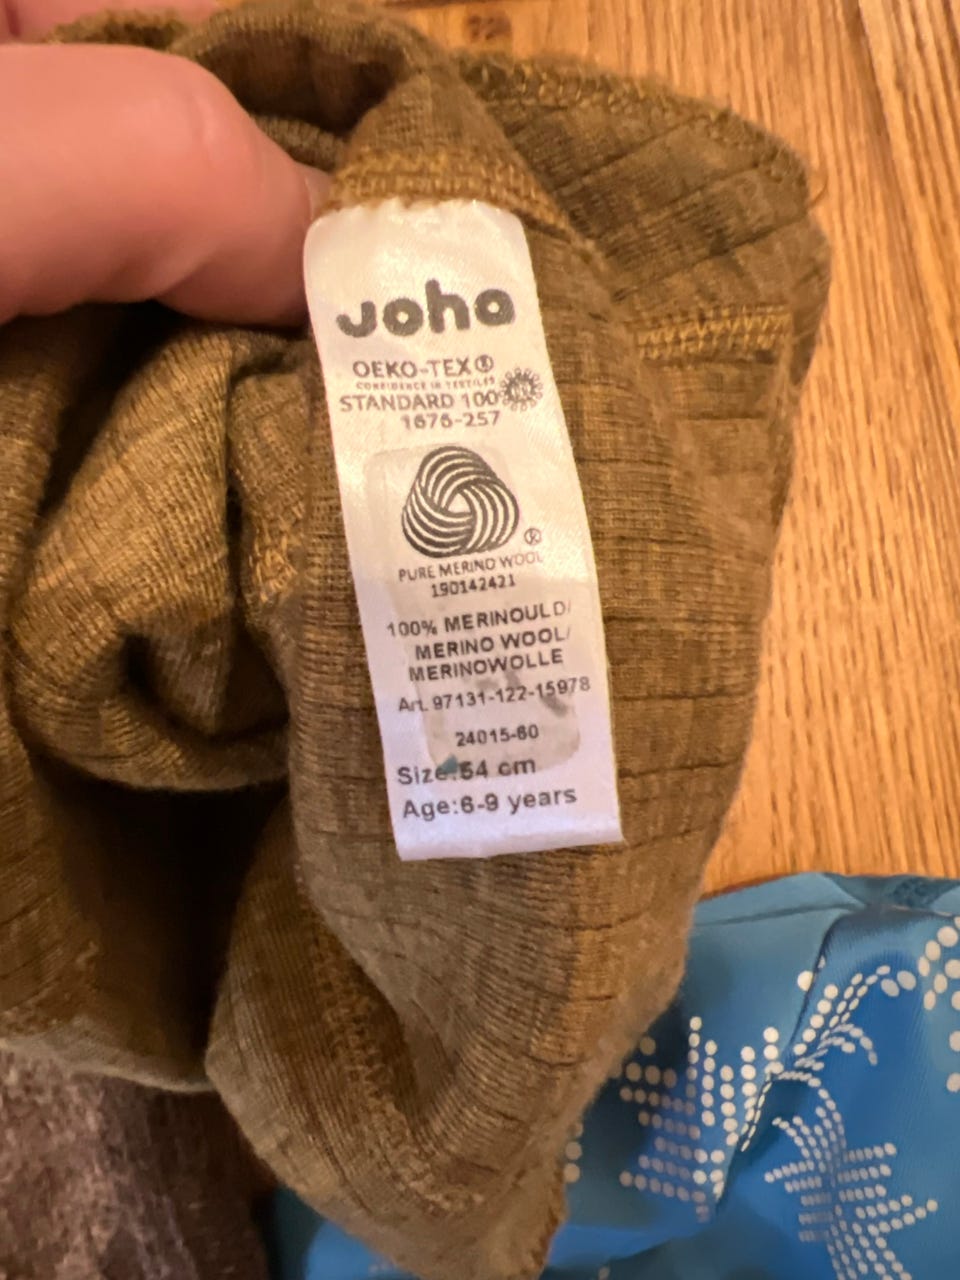 Joha
OEKO-TEX®
CONFIDENCE IN TEXTILES
STANDARD 100
1676-257
®
PURE MERINO WOOL
190142421
100% MERINOULD/
MERINO WOOL/
MERINOWOLLE
Art. 97131-122-15978
24015-60
Size:54 cm
Age:6-9 years